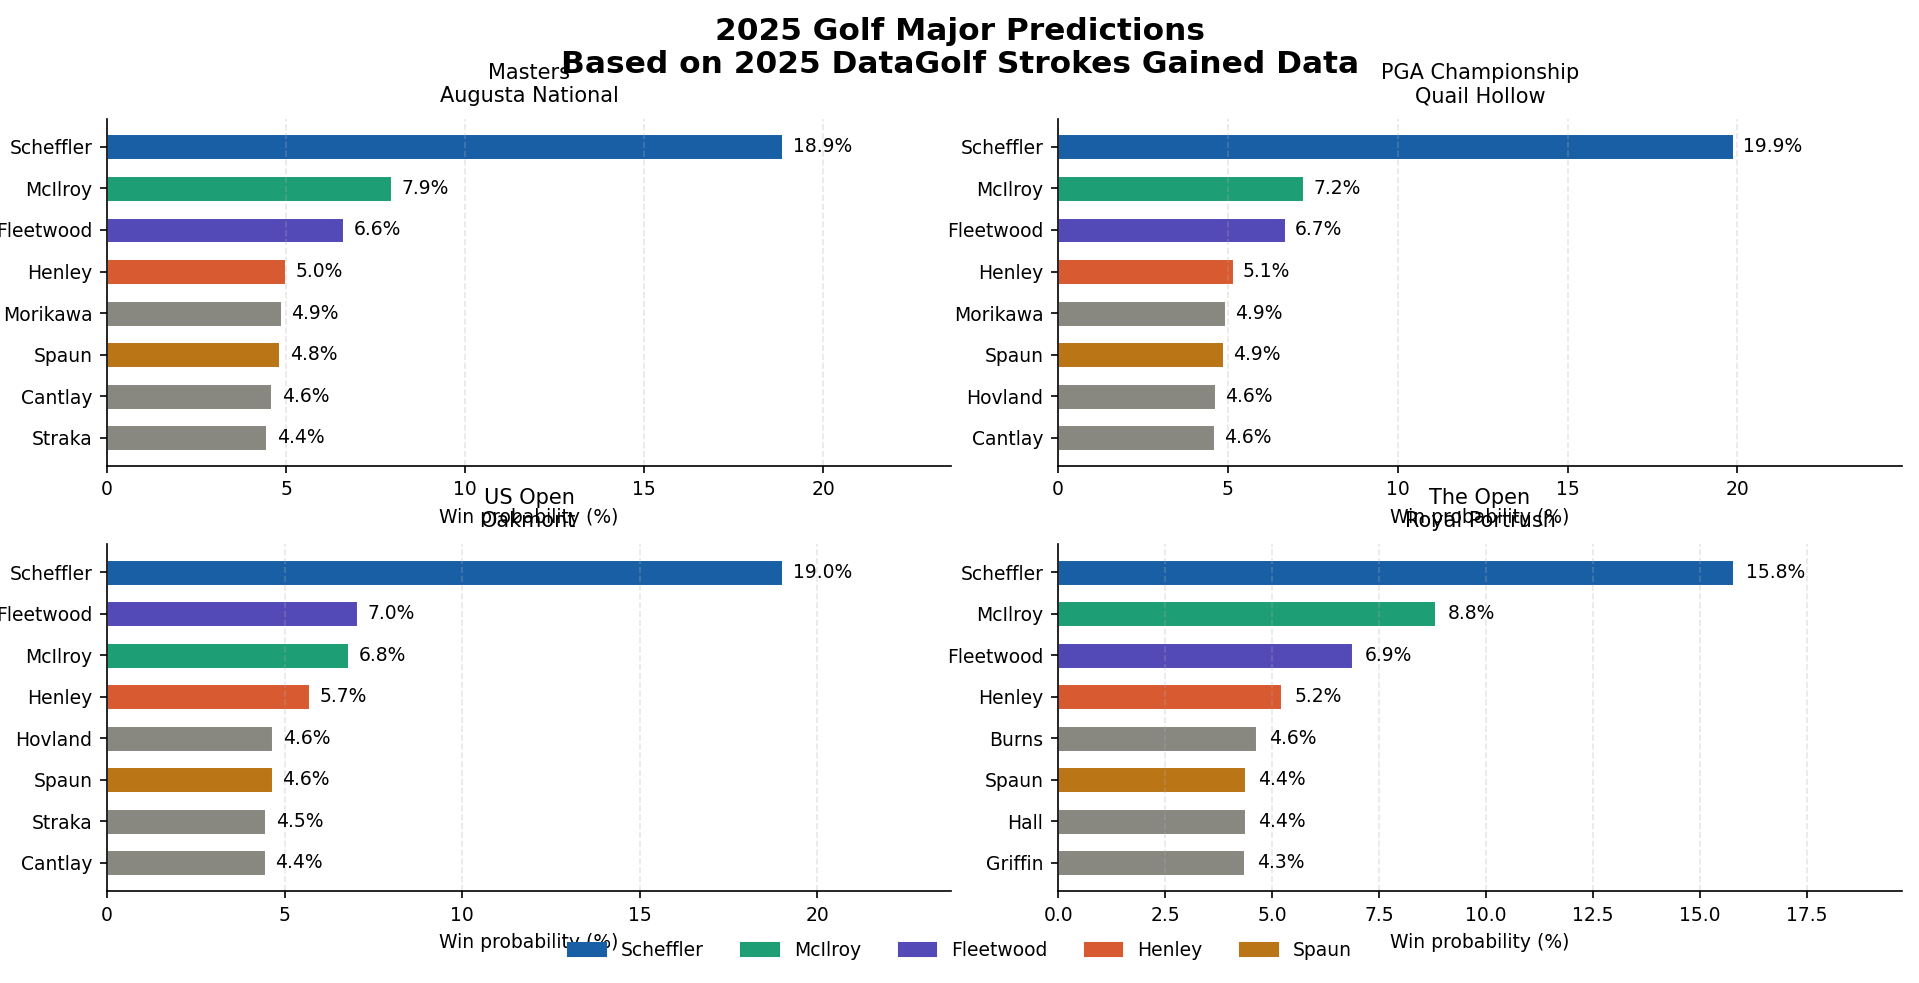 2025 Golf Major Predictions
Based on 2025 DataGolf Strokes Gained Data
Masters
Augusta National
Scheffler 18.9%
McIlroy 7.9%
Fleetwood 6.6%
Henley 5.0%
Morikawa 4.9%
Spaun 4.8%
Cantlay 4.6%
Straka 4.4%
0 5 10 15 20
Win probability (%)
PGA Championship
Quail Hollow
Scheffler 19.9%
McIlroy 7.2%
Fleetwood 6.7%
Henley 5.1%
Morikawa 4.9%
Spaun 4.9%
Hovland 4.6%
Cantlay 4.6%
0 5 10 15 20
Win probability (%)
US Open
Oakmont
Scheffler 19.0%
Fleetwood 7.0%
McIlroy 6.8%
Henley 5.7%
Hovland 4.6%
Spaun 4.6%
Straka 4.5%
Cantlay 4.4%
0 5 10 15 20
Win probability (%)
The Open
Royal Portrush
Scheffler 15.8%
McIlroy 8.8%
Fleetwood 6.9%
Henley 5.2%
Burns 4.6%
Spaun 4.4%
Hall 4.4%
Griffin 4.3%
0.0 2.5 5.0 7.5 10.0 12.5 15.0 17.5
Win probability (%)
Scheffler McIlroy Fleetwood Henley Spaun